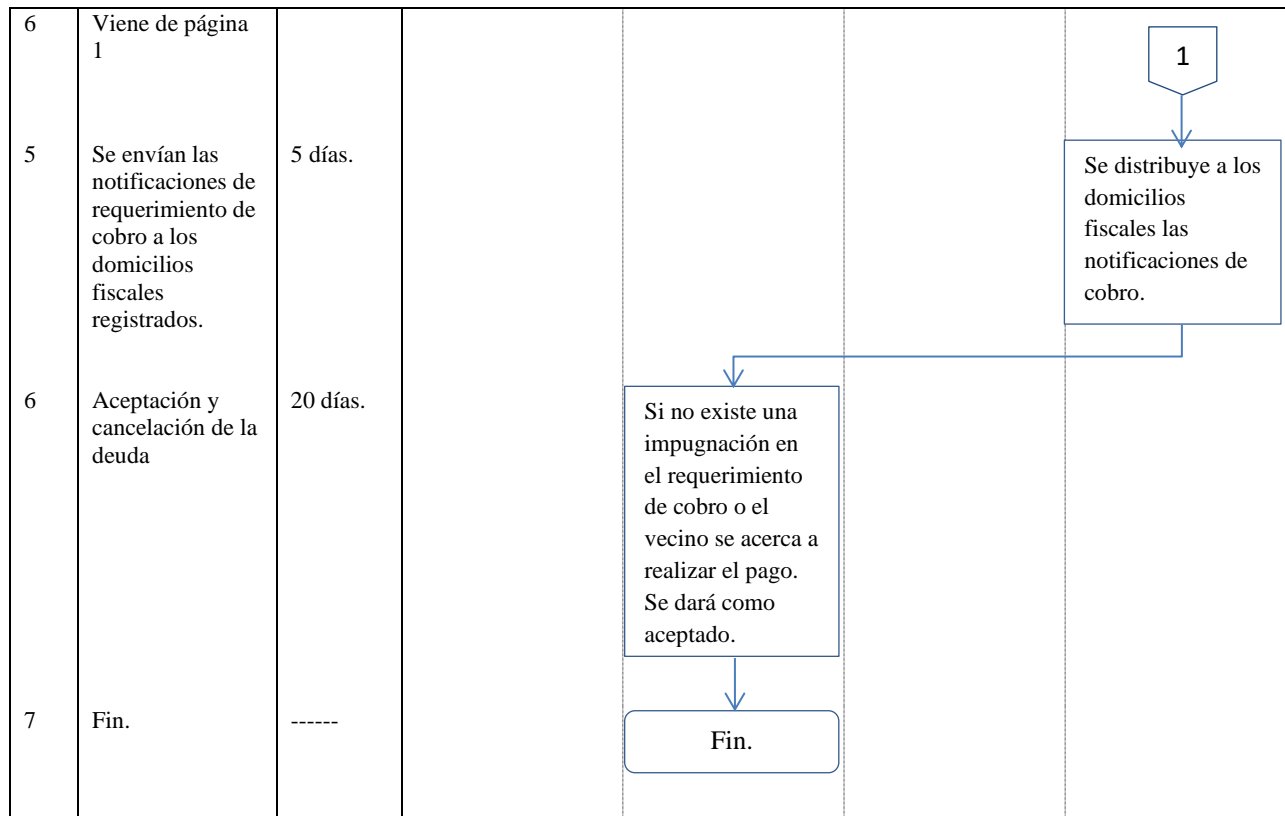 6
Viene de página
1
1
5
Se envían las
notificaciones de
requerimiento de
cobro a los
domicilios
fiscales
registrados.
5 días.
Se distribuye a los
domicilios
fiscales las
notificaciones de
cobro.
6
Aceptación y
cancelación de la
deuda
20 días.
Si no existe una
impugnación en
el requerimiento
de cobro o el
vecino se acerca a
realizar el pago.
Se dará como
aceptado.
7
Fin.
------
Fin.